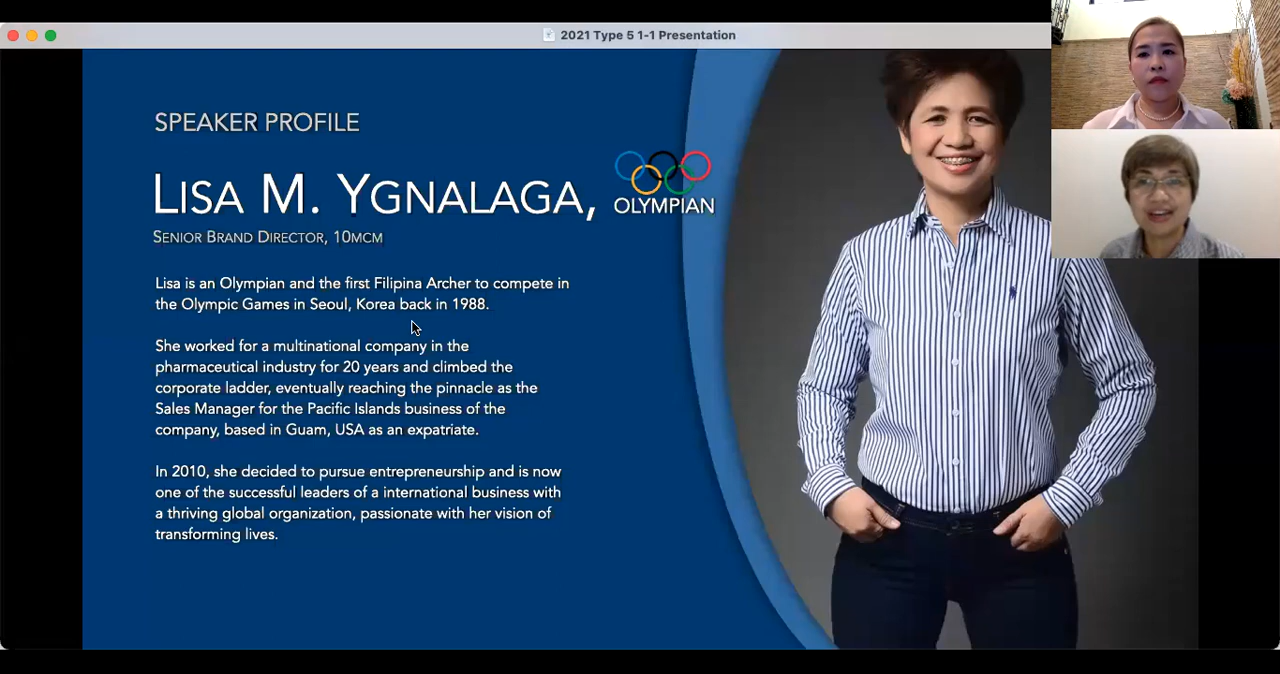 2021 Type 5 1-1 Presentation
SPEAKER PROFILE
LISA M. YGNALAGA,
OLYMPIAN
SENIOR BRAND DIRECTOR, 10MCM
Lisa is an Olympian and the first Filipina Archer to compete in
the Olympic Games in Seoul, Korea back in 1988.
She worked for a multinational company in the
pharmaceutical industry for 20 years and climbed the
corporate ladder, eventually reaching the pinnacle as the
Sales Manager for the Pacific Islands business of the
company, based in Guam, USA as an expatriate.
In 2010, she decided to pursue entrepreneurship and is now
one of the successful leaders of a international business with
a thriving global organization, passionate with her vision of
transforming lives.